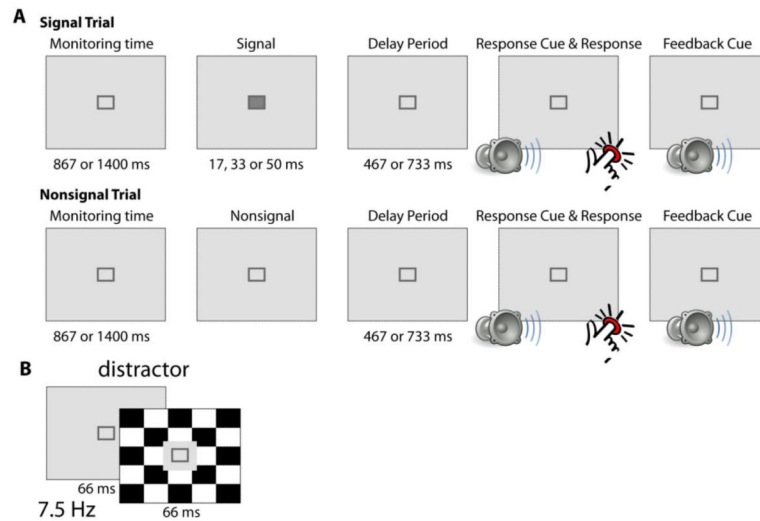 A
Signal Trial
Monitoring time Signal Delay Period Response Cue & Response Feedback Cue
867 or 1400 ms 17, 33 or 50 ms 467 or 733 ms
Nonsignal Trial
Monitoring time Nonsignal Delay Period Response Cue & Response Feedback Cue
867 or 1400 ms 467 or 733 ms
B distractor
66 ms
7.5 Hz 66 ms